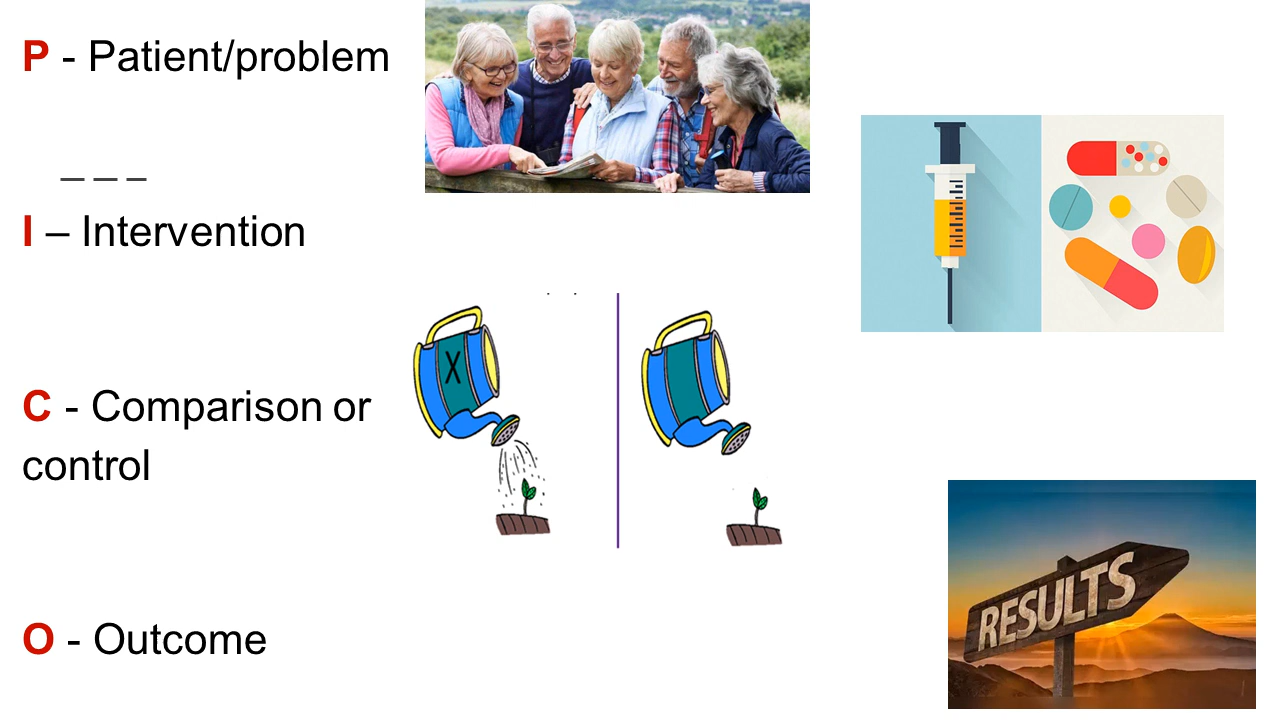 P - Patient/problem
_ _ _
I – Intervention
X
C - Comparison or
control
RESULTS
O - Outcome